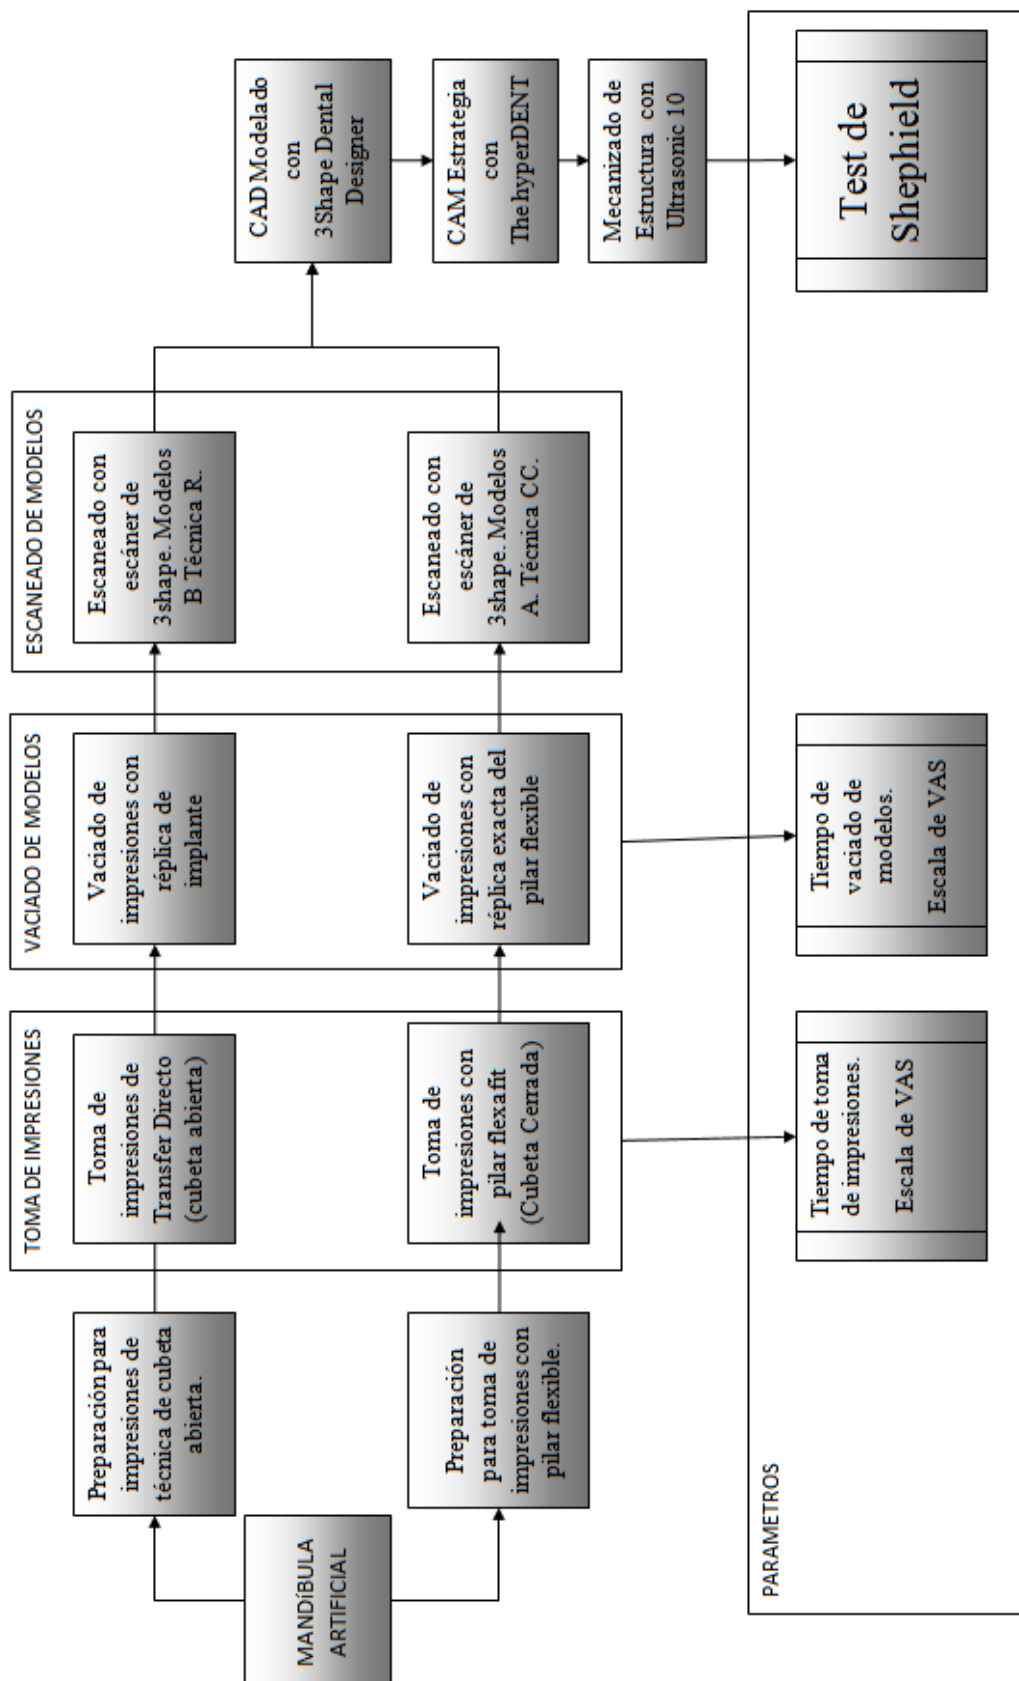 MANDíBULA
ARTIFICIAL
Preparación para
impresiones de
técnica de cubeta
abierta.
Preparación
para toma de
impresiones con
pilar flexible.
TOMA DE IMPRESIONES
Toma de
impresiones de
Transfer Directo
(cubeta abierta)
Toma de
impresiones con
pilar flexafit
(Cubeta Cerrada)
VACIADO DE MODELOS
Vaciado de
impresiones con
réplica de
implante
Vaciado de
impresiones con
réplica exacta del
pilar flexible
ESCANEADO DE MODELOS
Escaneado con
escáner de
3shape. Modelos
B Técnica R.
Escaneado con
escáner de
3shape. Modelos
A. Técnica CC.
CAD Modelado
con
3Shape Dental
Designer
CAM Estrategia
con
The hyperDENT
Mecanizado de
Estructura con
Ultrasonic 10
PARAMETROS
Tiempo de toma
de impresiones.
Escala de VAS
Tiempo de
vaciado de
modelos.
Escala de VAS
Test de
Shephield